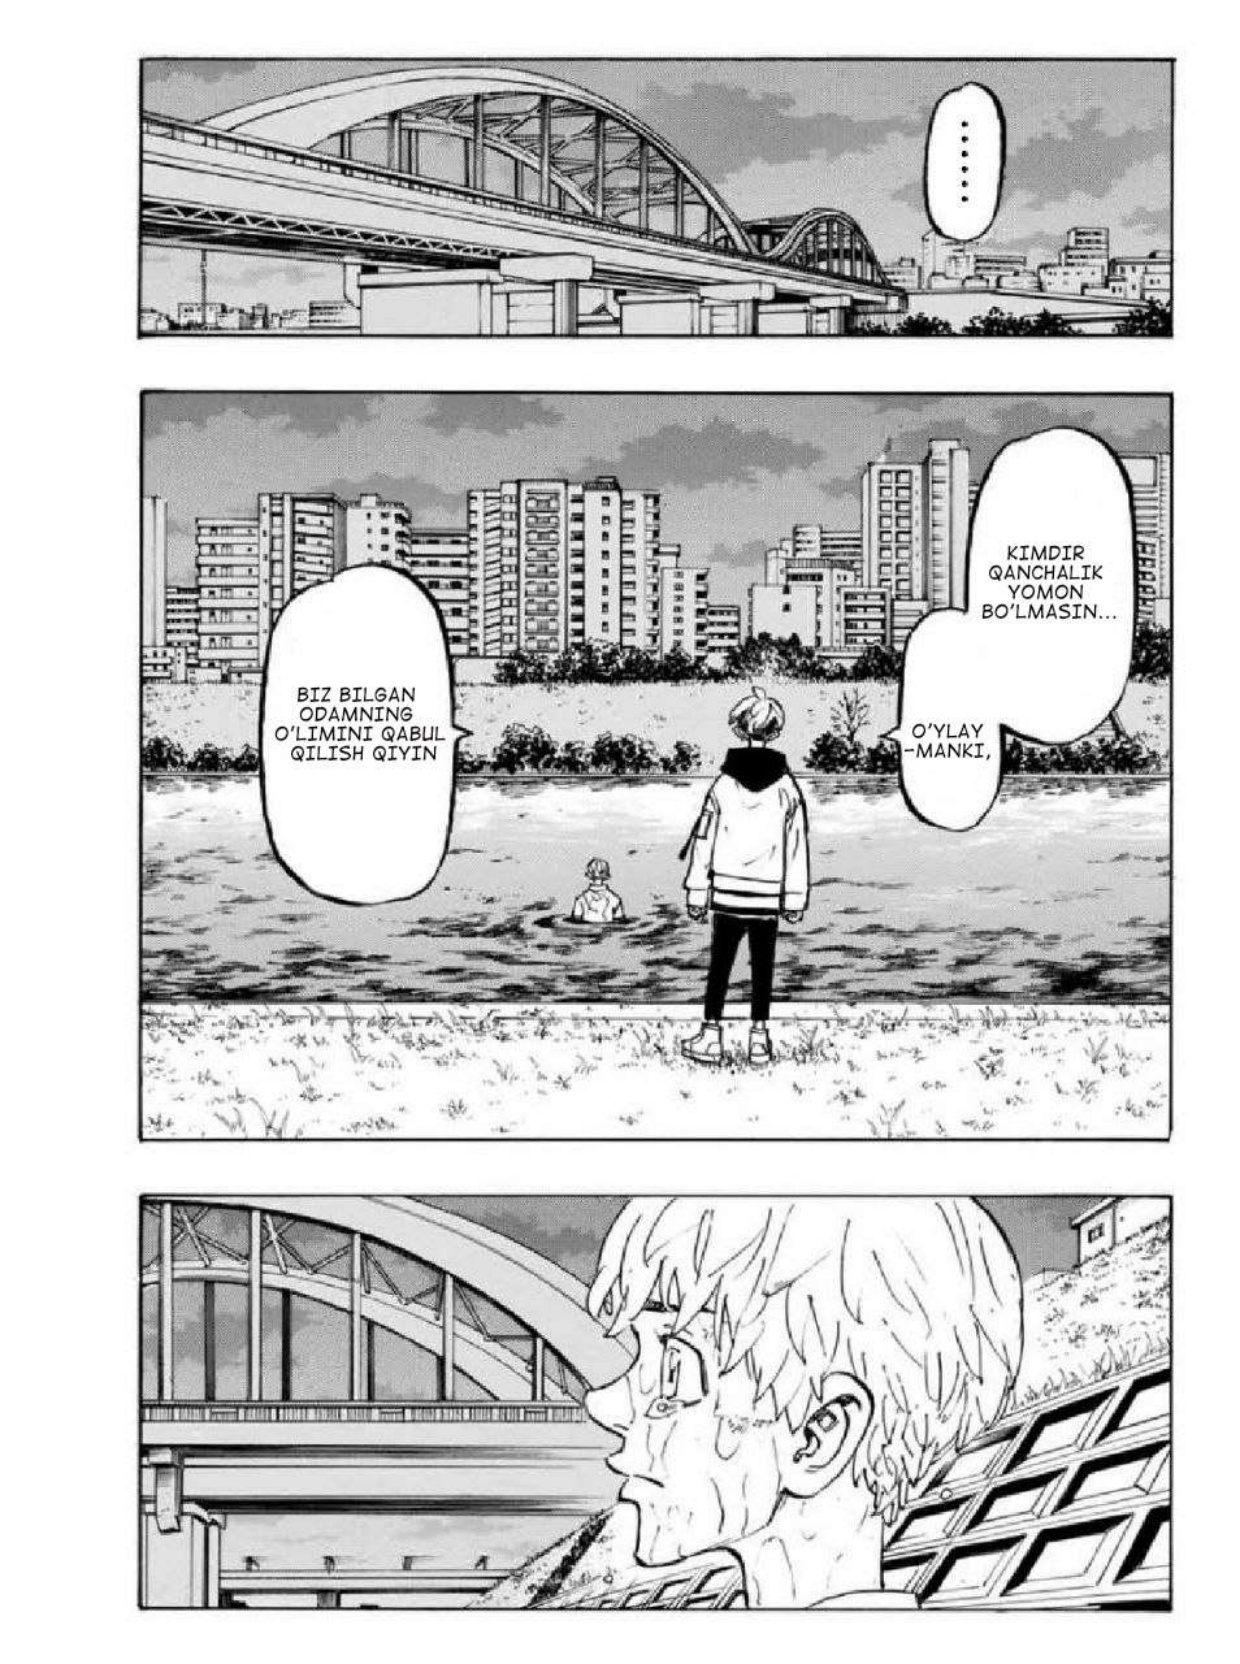 ......
KIMDIR
QANCHALIK
YOMON
BO'LMASIN...
O'YLAY
-MANKI,
BIZ BILGAN
ODAMNING
O'LIMINI QABUL
QILISH QIYIN